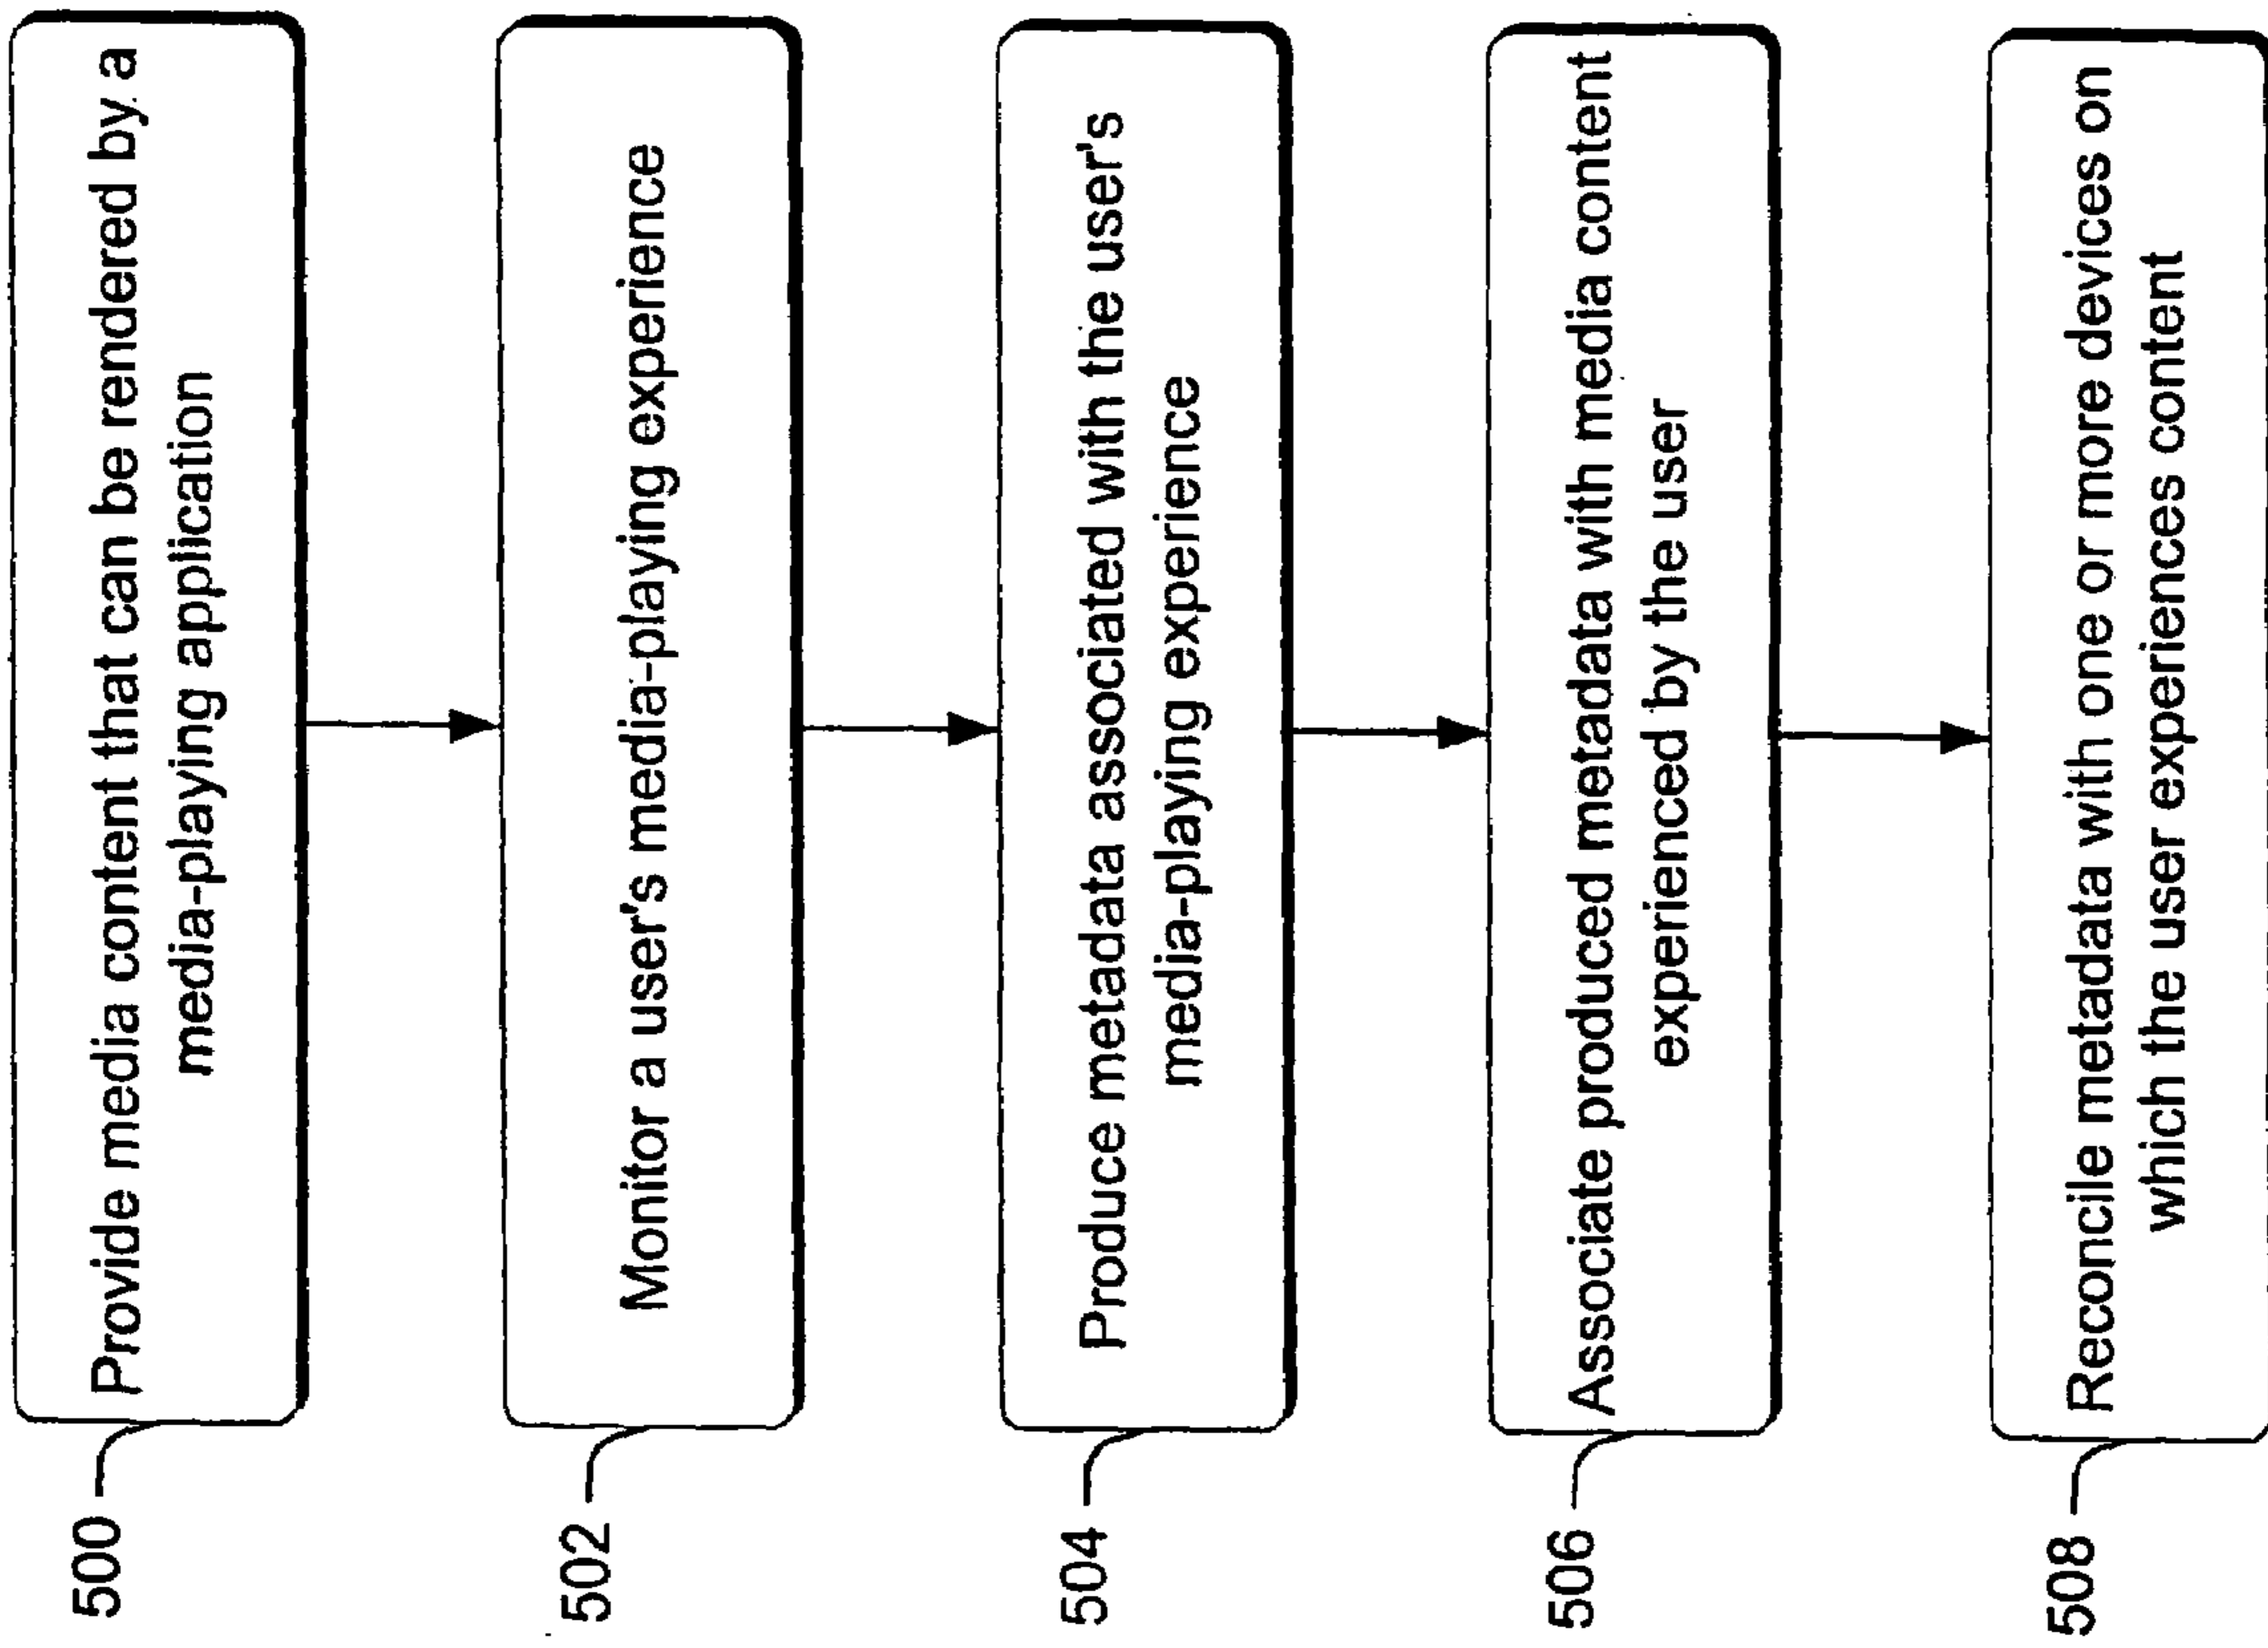 500
Provide media content that can be rendered by a
media-playing application
502
Monitor a user's media-playing experience
504
Produce metadata associated with the user's
media-playing experience
506
Associate produced metadata with media content
experienced by the user
508
Reconcile metadata with one or more devices on
which the user experiences content